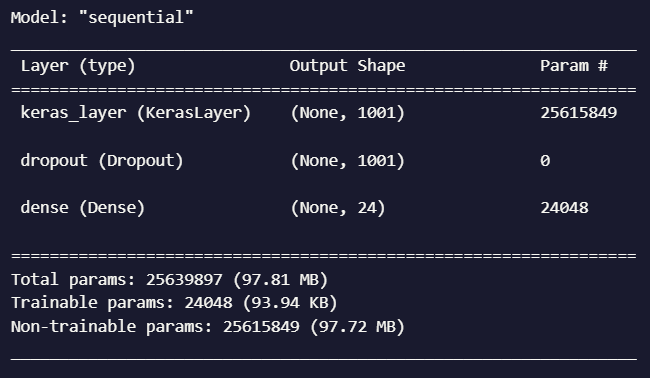 Model: "sequential"
_________________________________________________________________
Layer (type) Output Shape Param #
=================================================================
keras_layer (KerasLayer) (None, 1001) 25615849
dropout (Dropout) (None, 1001) 0
dense (Dense) (None, 24) 24048
=================================================================
Total params: 25639897 (97.81 MB)
Trainable params: 24048 (93.94 KB)
Non-trainable params: 25615849 (97.72 MB)
_________________________________________________________________